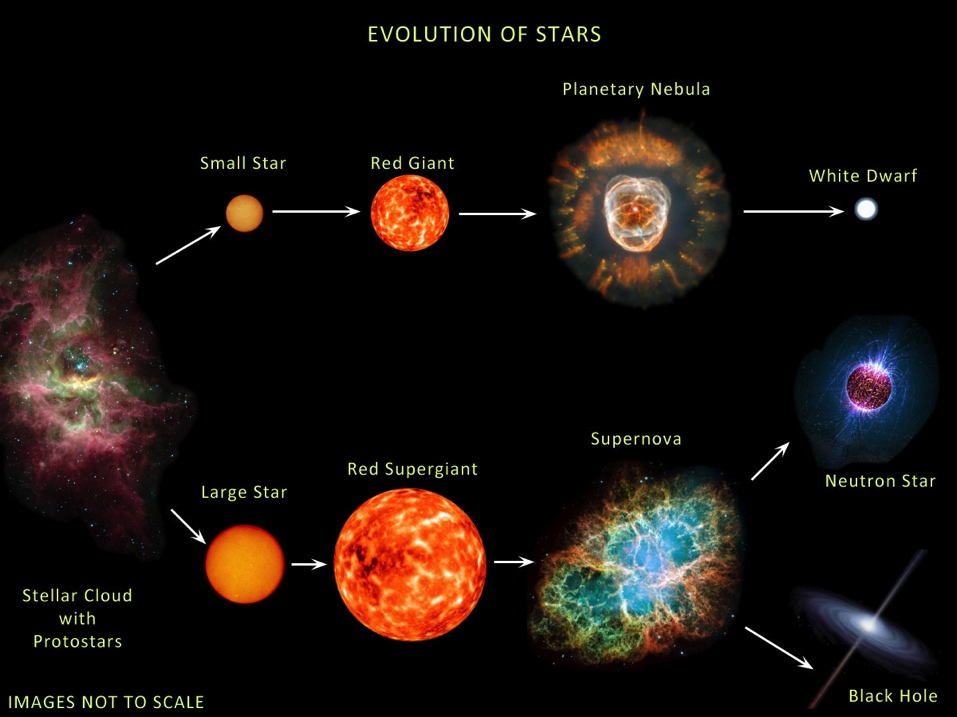 EVOLUTION OF STARS
Planetary Nebula
Small Star
Red Giant
White Dwarf
Supernova
Red Supergiant
Large Star
Neutron Star
Stellar Cloud
with
Protostars
Black Hole
IMAGES NOT TO SCALE